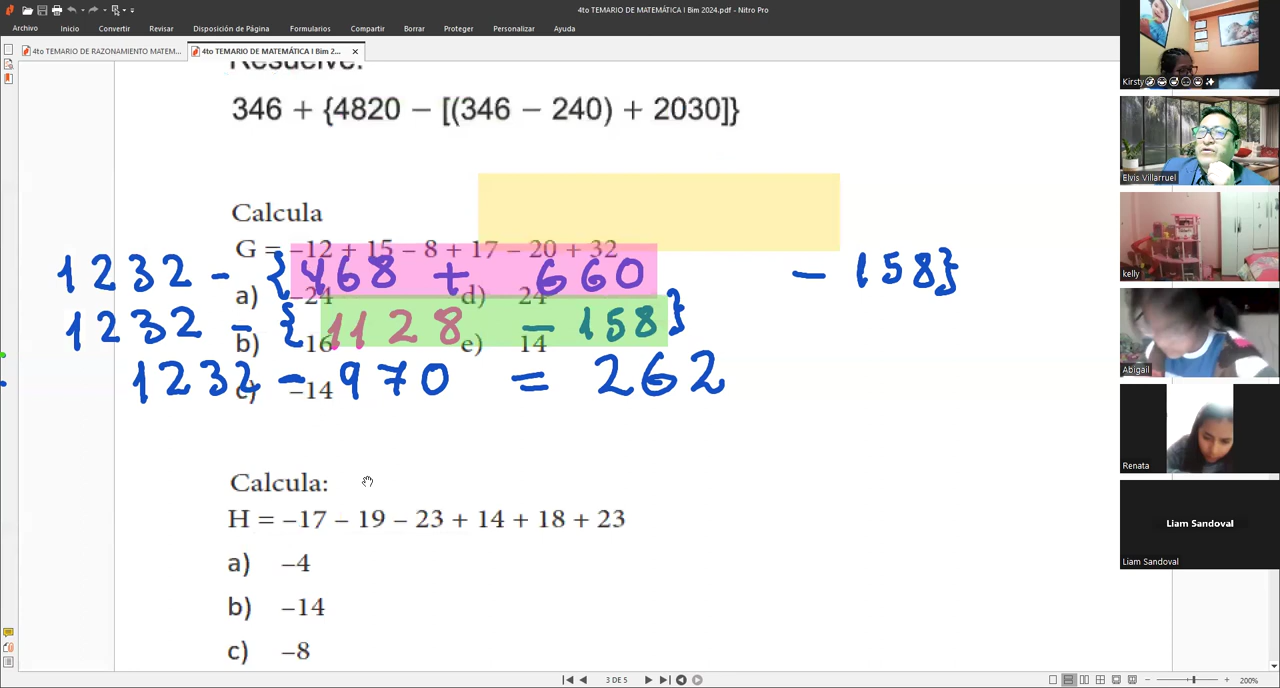 4to TEMARIO DE MATEMÁTICA I Bim 2024.pdf - Nitro Pro
Archivo Inicio Convertir Revisar Disposición de Página Formularios Compartir Borrar Proteger Personalizar Ayuda
4to TEMARIO DE RAZONAMIENTO MATEM... 4to TEMARIO DE MATEMÁTICA I Bim 2...
Resuelve:
346 + {4820 − [(346 − 240) + 2030]}
Calcula
G = −12 + 15 − 8 + 17 − 20 + 32
1232 - {468 + 660 - 158}
a) −24 d) 24
1232 - {1128 - 158}
b) −16 e) 14
1232 - 970 = 262
c) −14
Calcula:
H = −17 − 19 − 23 + 14 + 18 + 23
a) −4
b) −14
c) −8
Kirsty
Elvis Villarruel
kelly
Abigail
Renata
Liam Sandoval
Liam Sandoval
3 DE 5
200%